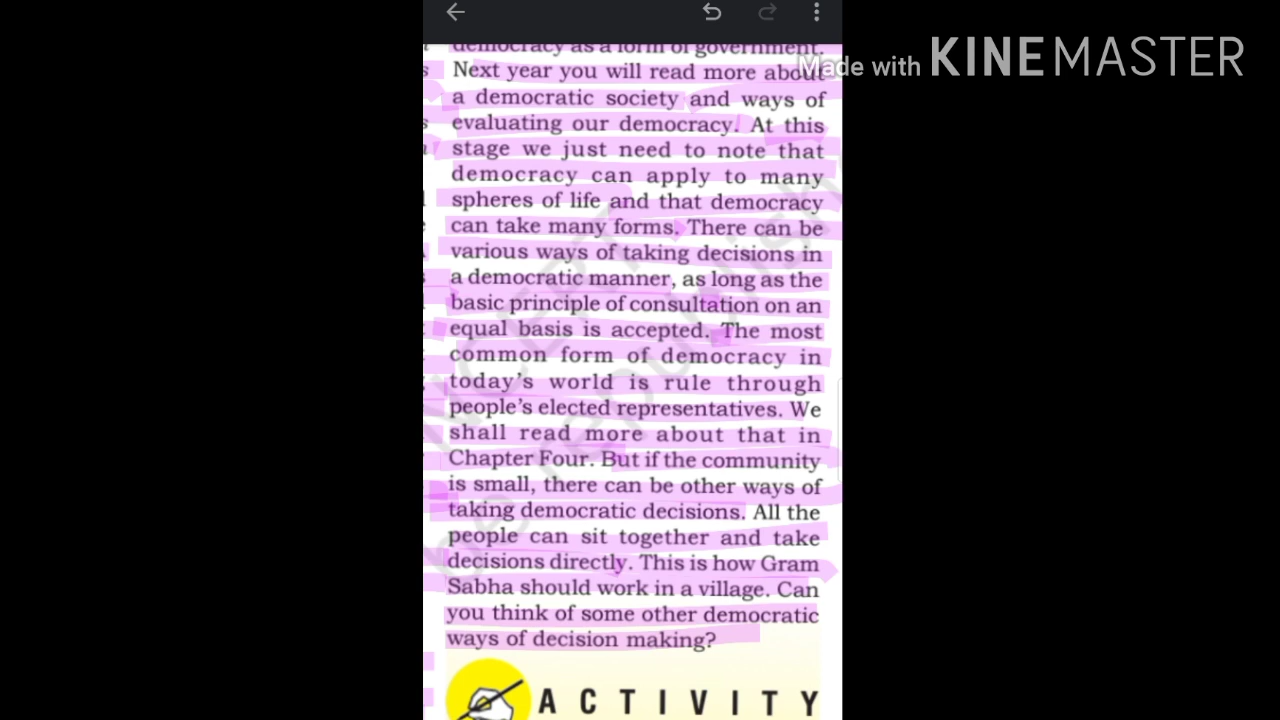 democracy as a form of government.
Made with KINEMASTER
Next year you will read more about
a democratic society and ways of
evaluating our democracy. At this
stage we just need to note that
democracy can apply to many
spheres of life and that democracy
can take many forms. There can be
various ways of taking decisions in
a democratic manner, as long as the
basic principle of consultation on an
equal basis is accepted. The most
common form of democracy in
today's world is rule through
people's elected representatives. We
shall read more about that in
Chapter Four. But if the community
is small, there can be other ways of
taking democratic decisions. All the
people can sit together and take
decisions directly. This is how Gram
Sabha should work in a village. Can
you think of some other democratic
ways of decision making?
ACTIVITY